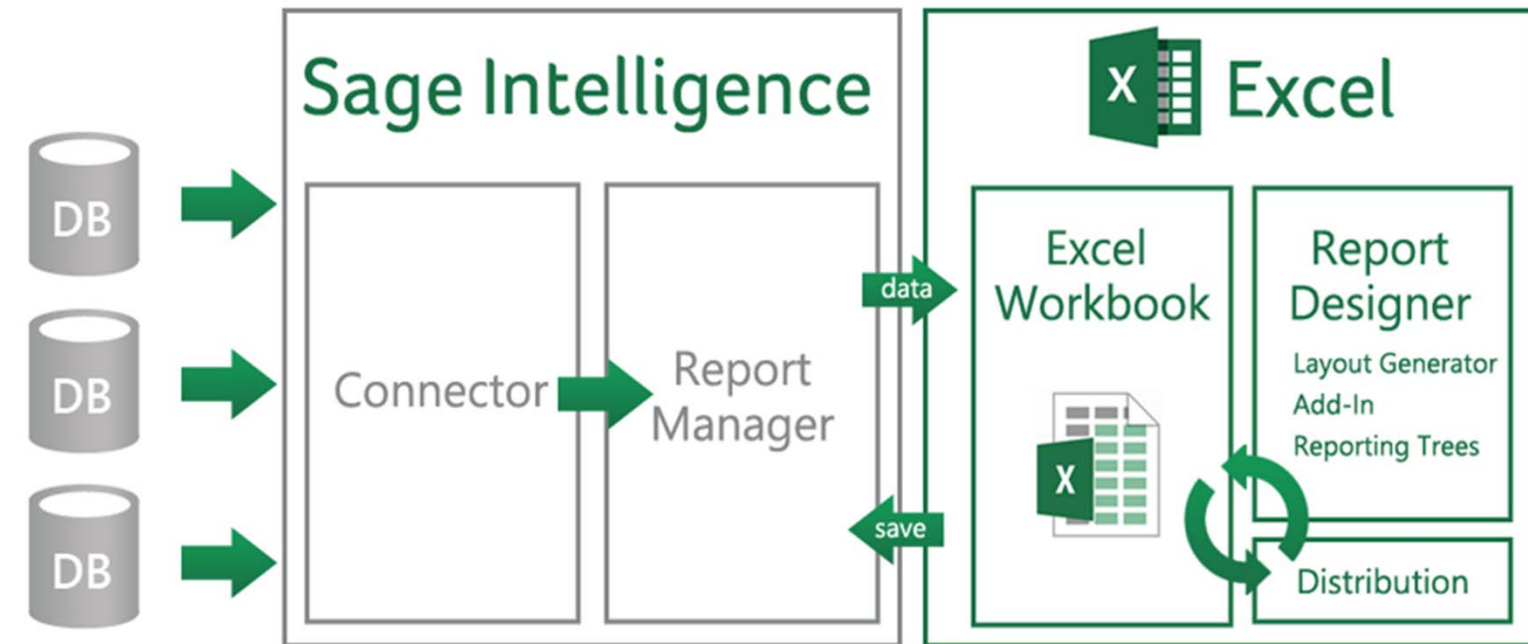 Sage Intelligence
Excel
X
DB
DB
DB
Connector
Report
Manager
data
save
Excel
Workbook
X
Report
Designer
Layout Generator
Add-In
Reporting Trees
Distribution